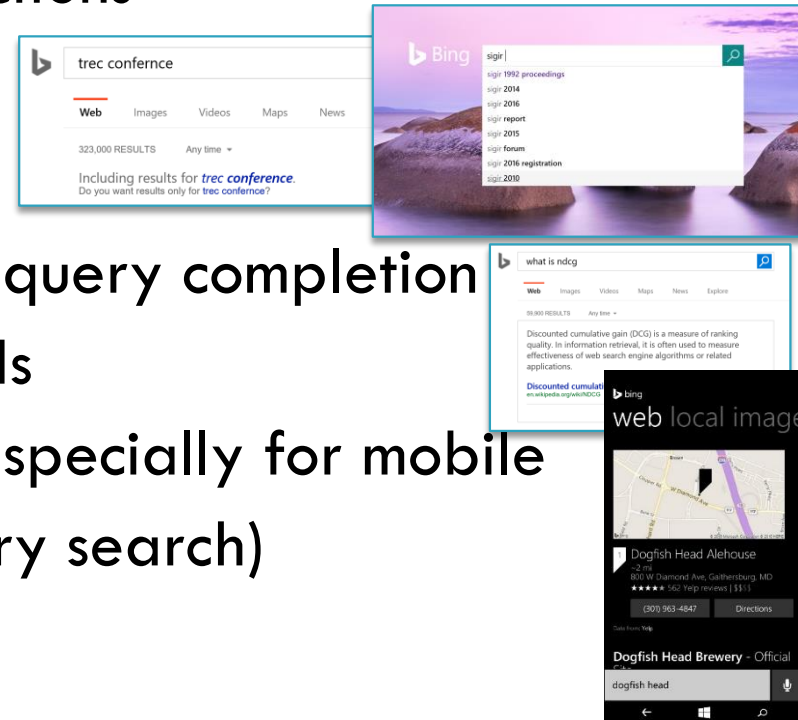 trec confernce
Web Images Videos Maps News
323,000 RESULTS Any time
Including results for trec conference.
Do you want results only for trec confernce?
Bing
sigir
sigir 1992 proceedings
sigir 2014
sigir 2016
sigir report
sigir 2015
sigir forum
sigir 2016 registration
sigir 2010
query completion
what is ndcg
Web Images Videos Maps News Explore
RESULTS Any time
Discounted cumulative gain (DCG) is a measure of ranking
quality. In information retrieval, it is often used to measure
effectiveness of web search engine algorithms or related
applications.
Discounted
en.wikipedia.org/wiki/NDCG
specially for mobile
search)
bing
web local image
W Diamond Ave
1 Dogfish Head Alehouse
~2 mi
800 W Diamond Ave, Gaithersburg, MD
★★★★★ 562 Yelp reviews | $$$$
(301) 963-4847 Directions
Data from Yelp
Dogfish Head Brewery - Official
dogfish head